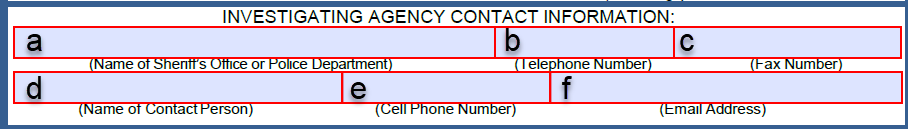 INVESTIGATING AGENCY CONTACT INFORMATION:
a b c
(Name of Sheriff's Office or Police Department) (Telephone Number) (Fax Number)
d e f
(Name of Contact Person) (Cell Phone Number) (Email Address)